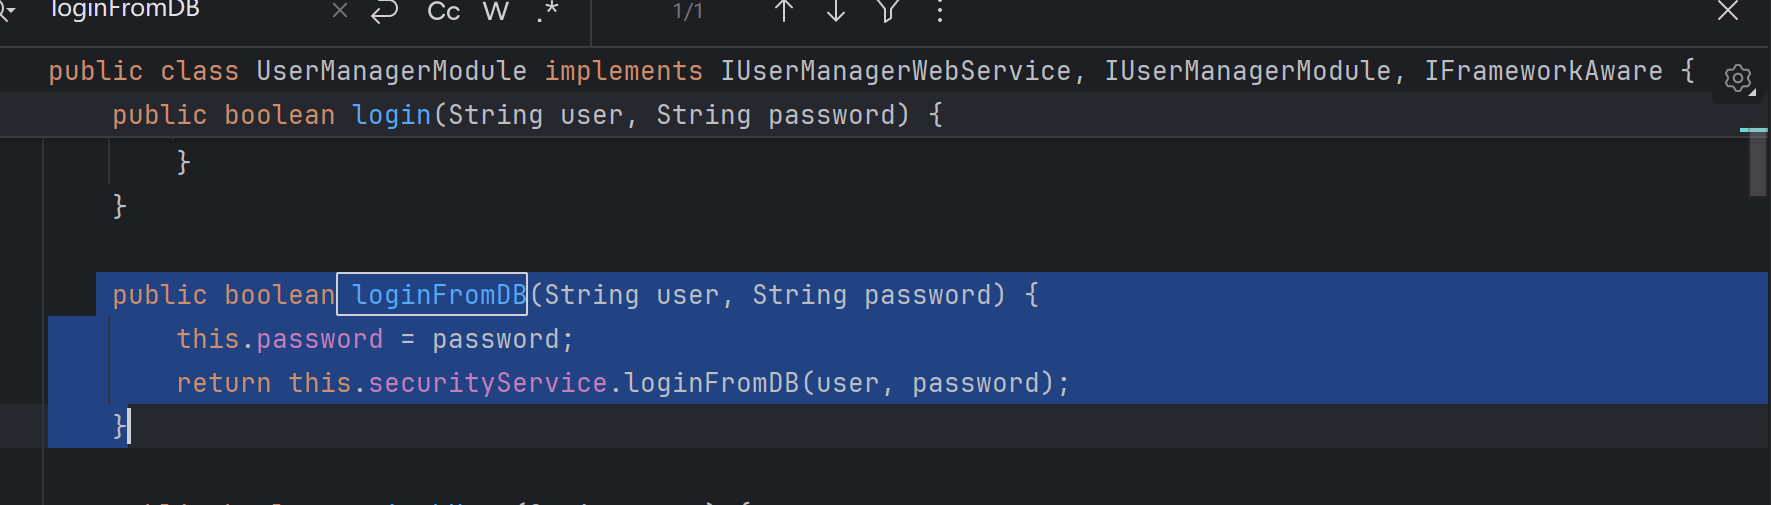 loginFromDB Cc W .* 1/1
public class UserManagerModule implements IUserManagerWebService, IUserManagerModule, IFrameworkAware {
public boolean login(String user, String password) {
}
}
public boolean loginFromDB(String user, String password) {
this.password = password;
return this.securityService.loginFromDB(user, password);
}